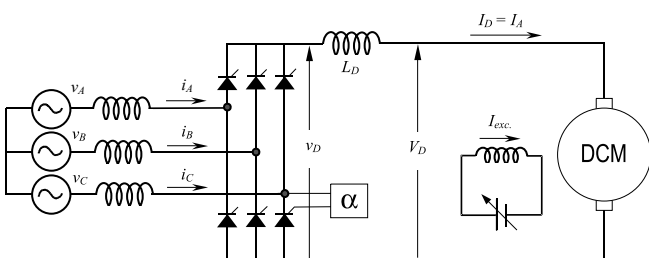 I_D = I_A
L_D
v_A
i_A
I_exc.
v_B
i_B
v_D
V_D
DCM
v_C
i_C
α